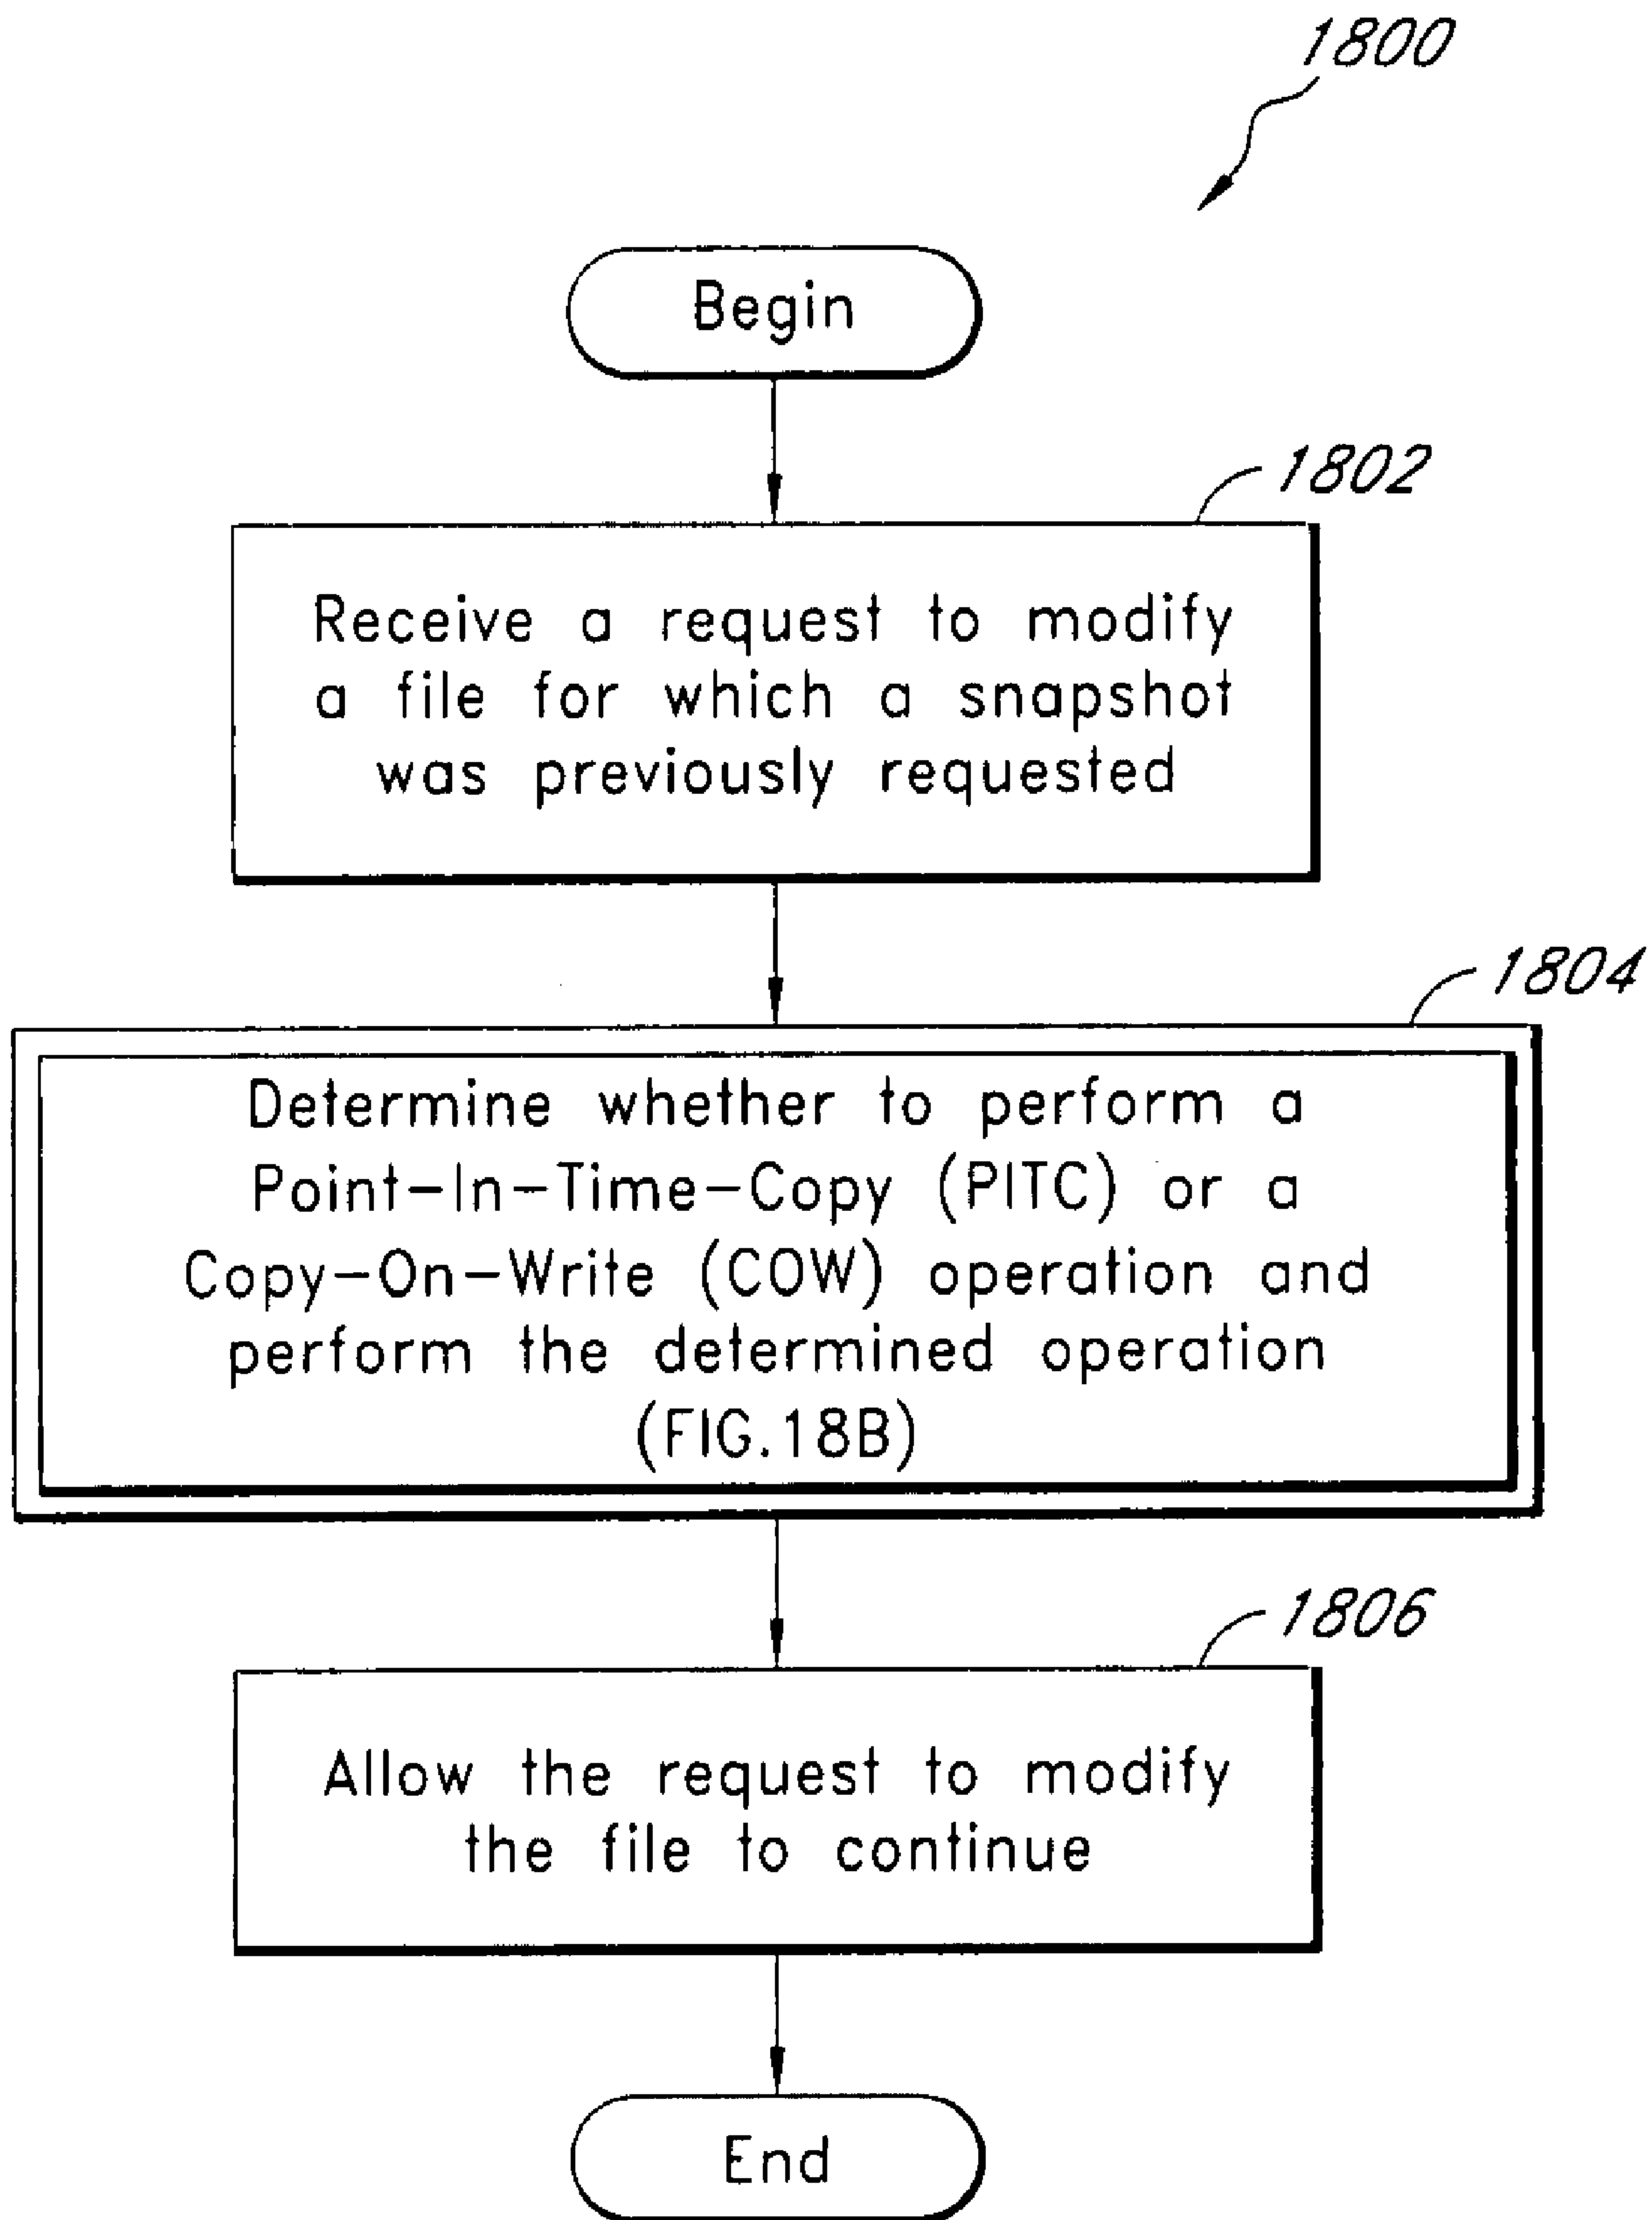 1800
Begin
1802
Receive a request to modify
a file for which a snapshot
was previously requested
1804
Determine whether to perform a
Point-In-Time-Copy (PITC) or a
Copy-On-Write (COW) operation and
perform the determined operation
(FIG.18B)
1806
Allow the request to modify
the file to continue
End